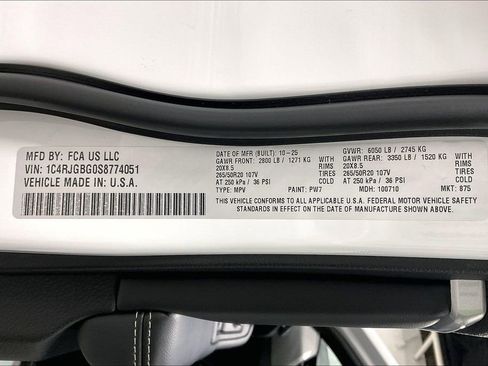 MFD BY: FCA US LLC
VIN: 1C4RJGBG0S8774051
VEHICLE MADE IN U.S.A.
DATE OF MFR (BUILT): 10-25 GVWR: 6050 LB / 2745 KG
GAWR FRONT: 2800 LB / 1271 KG WITH GAWR REAR: 3350 LB / 1520 KG WITH
20X8.5 RIMS 20X8.5 RIMS
265/50R20 107V TIRES 265/50R20 107V TIRES
AT 250 kPa / 36 PSI COLD AT 250 kPa / 36 PSI COLD
TYPE: MPV PAINT: PW7 MDH: 100710 MKT: 875
THIS VEHICLE CONFORMS TO ALL APPLICABLE U.S.A. FEDERAL MOTOR VEHICLE SAFETY
STANDARDS IN EFFECT ON THE DATE OF MANUFACTURE SHOWN ABOVE.